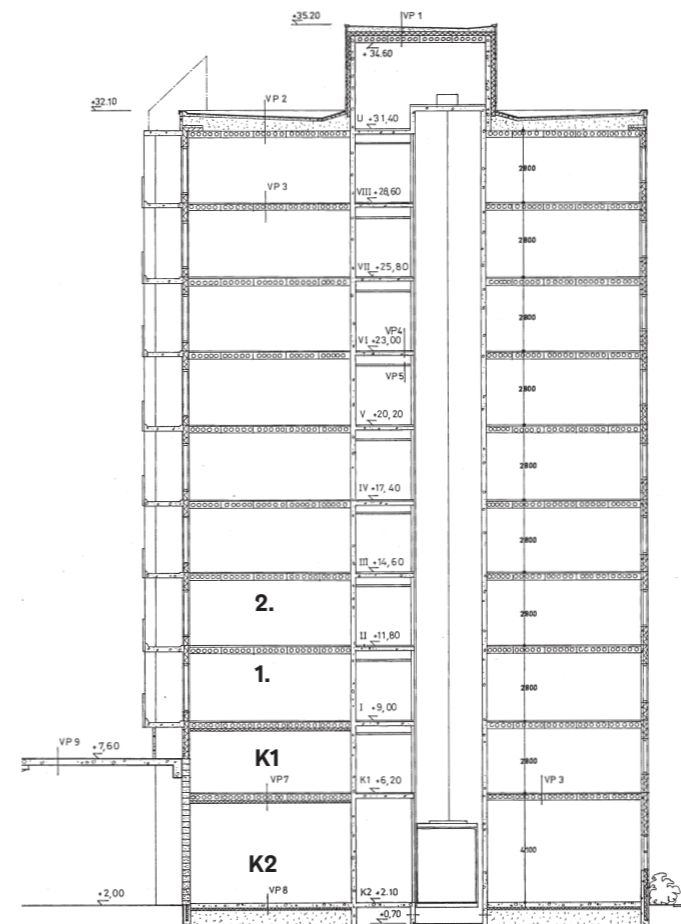 +35.20
VP 1
+34.60
+32.10
VP 2
U +31,40
2800
VP 3
VIII +28,60
2800
VII +25,80
2800
VP4
VI +23,00
VP5
2800
V +20,20
2800
IV +17,40
2800
III +14,60
2.
2800
II +11,80
1.
2800
I +9,00
VP 9
+7,60
K1
2800
VP7
K1 +6,20
VP 3
K2
4100
VP8
+2,00
K2 +2.10
+0,70